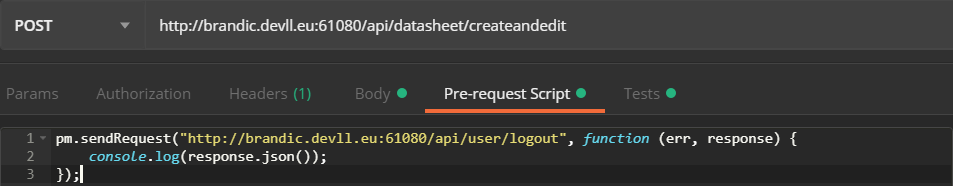 POST http://brandic.devll.eu:61080/api/datasheet/createandedit
Params Authorization Headers (1) Body Pre-request Script Tests
1 pm.sendRequest("http://brandic.devll.eu:61080/api/user/logout", function (err, response) {
2     console.log(response.json());
3 });